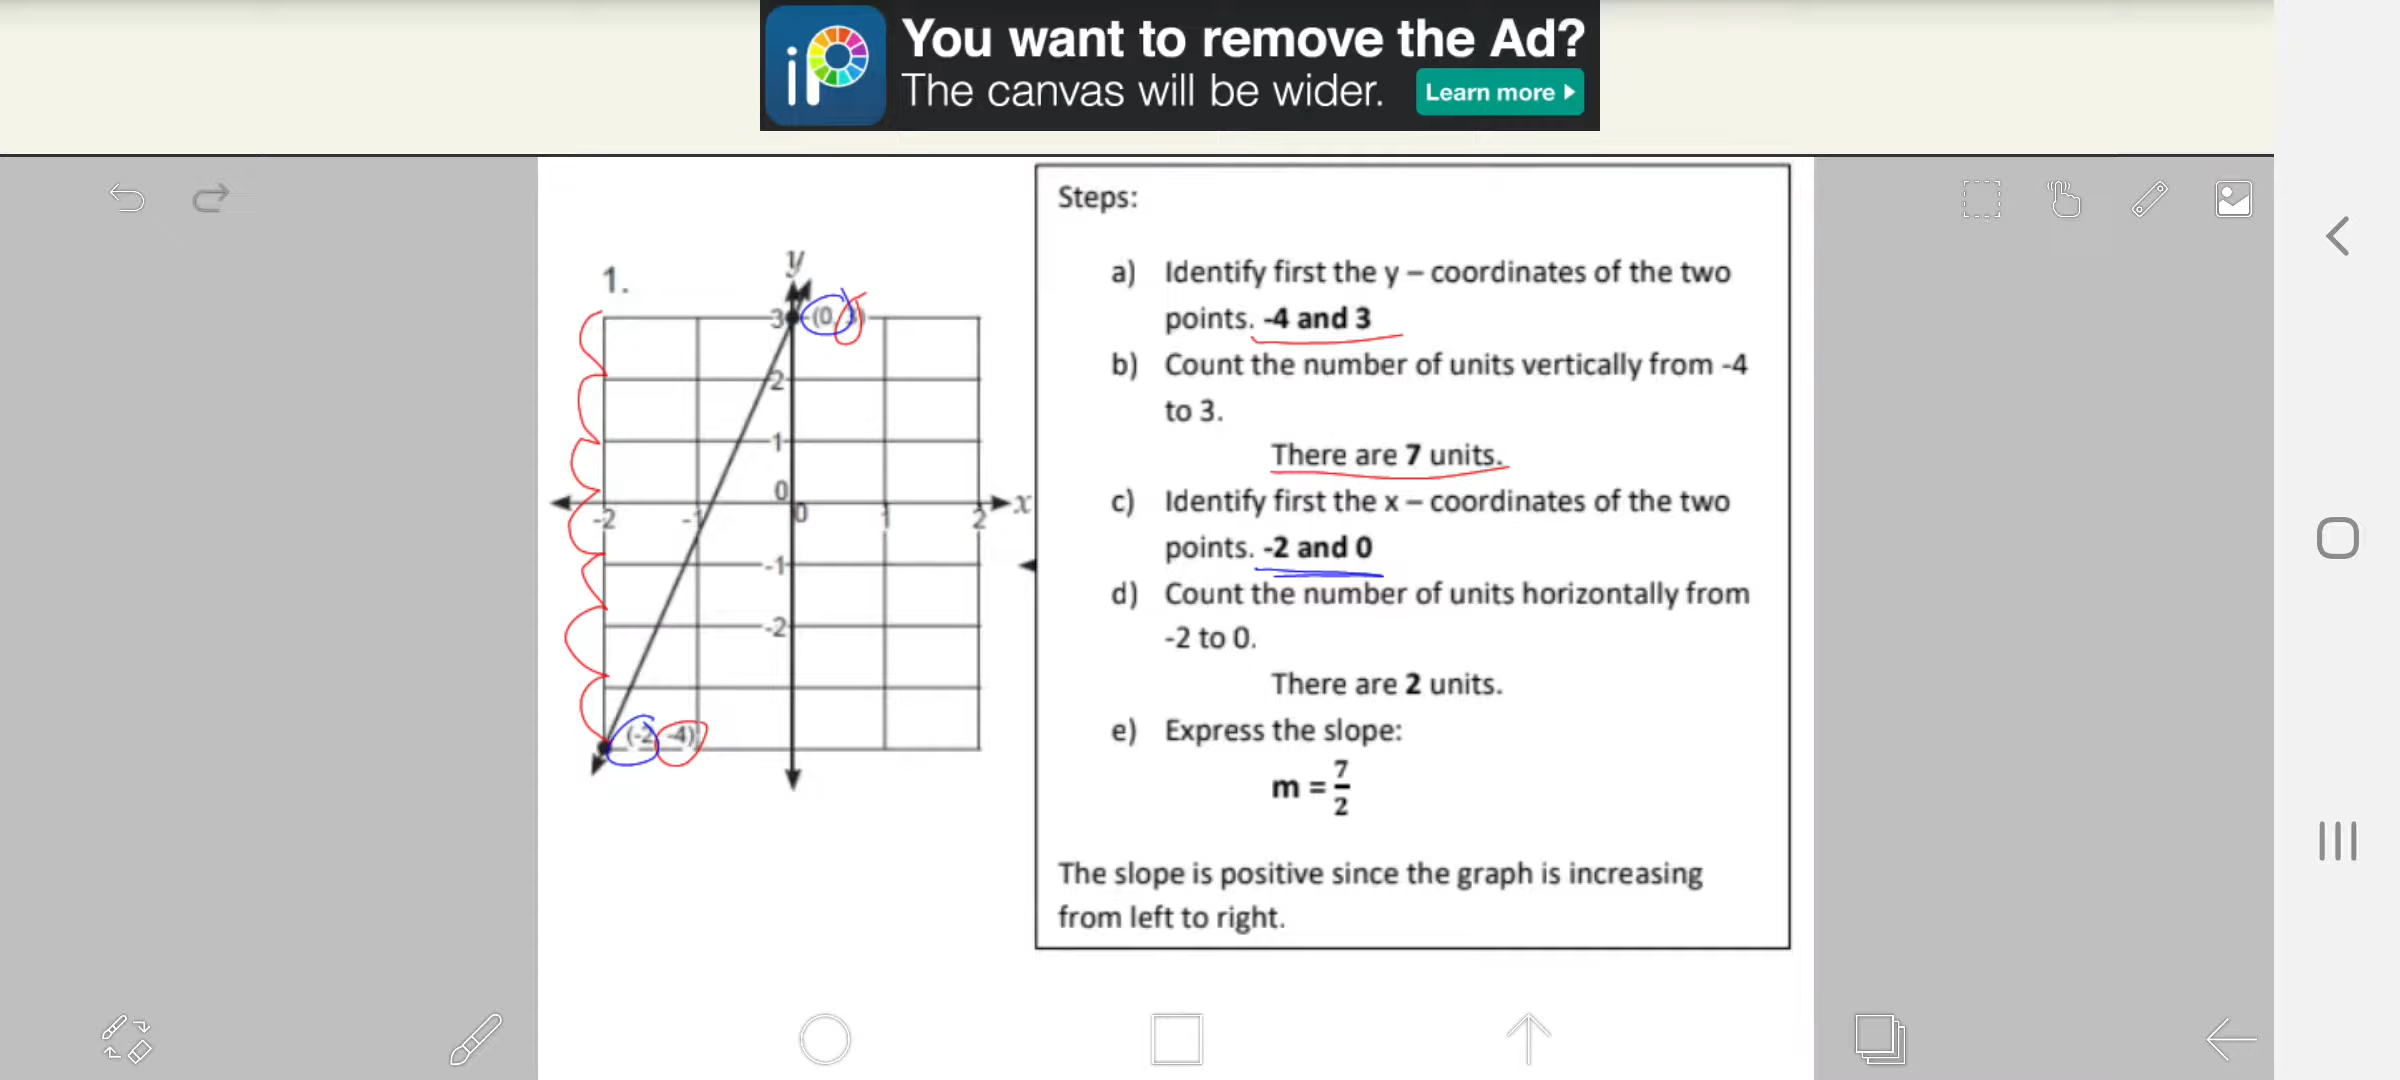 iP
You want to remove the Ad?
The canvas will be wider.
Learn more
Steps:
a) Identify first the y – coordinates of the two
points. -4 and 3
b) Count the number of units vertically from -4
to 3.
There are 7 units.
c) Identify first the x – coordinates of the two
points. -2 and 0
d) Count the number of units horizontally from
-2 to 0.
There are 2 units.
e) Express the slope:
m = 7/2
The slope is positive since the graph is increasing
from left to right.
1.
y
3 (0,
2
1
0
-2 -1 0 1 2 x
-1
-2
(-2 -4)